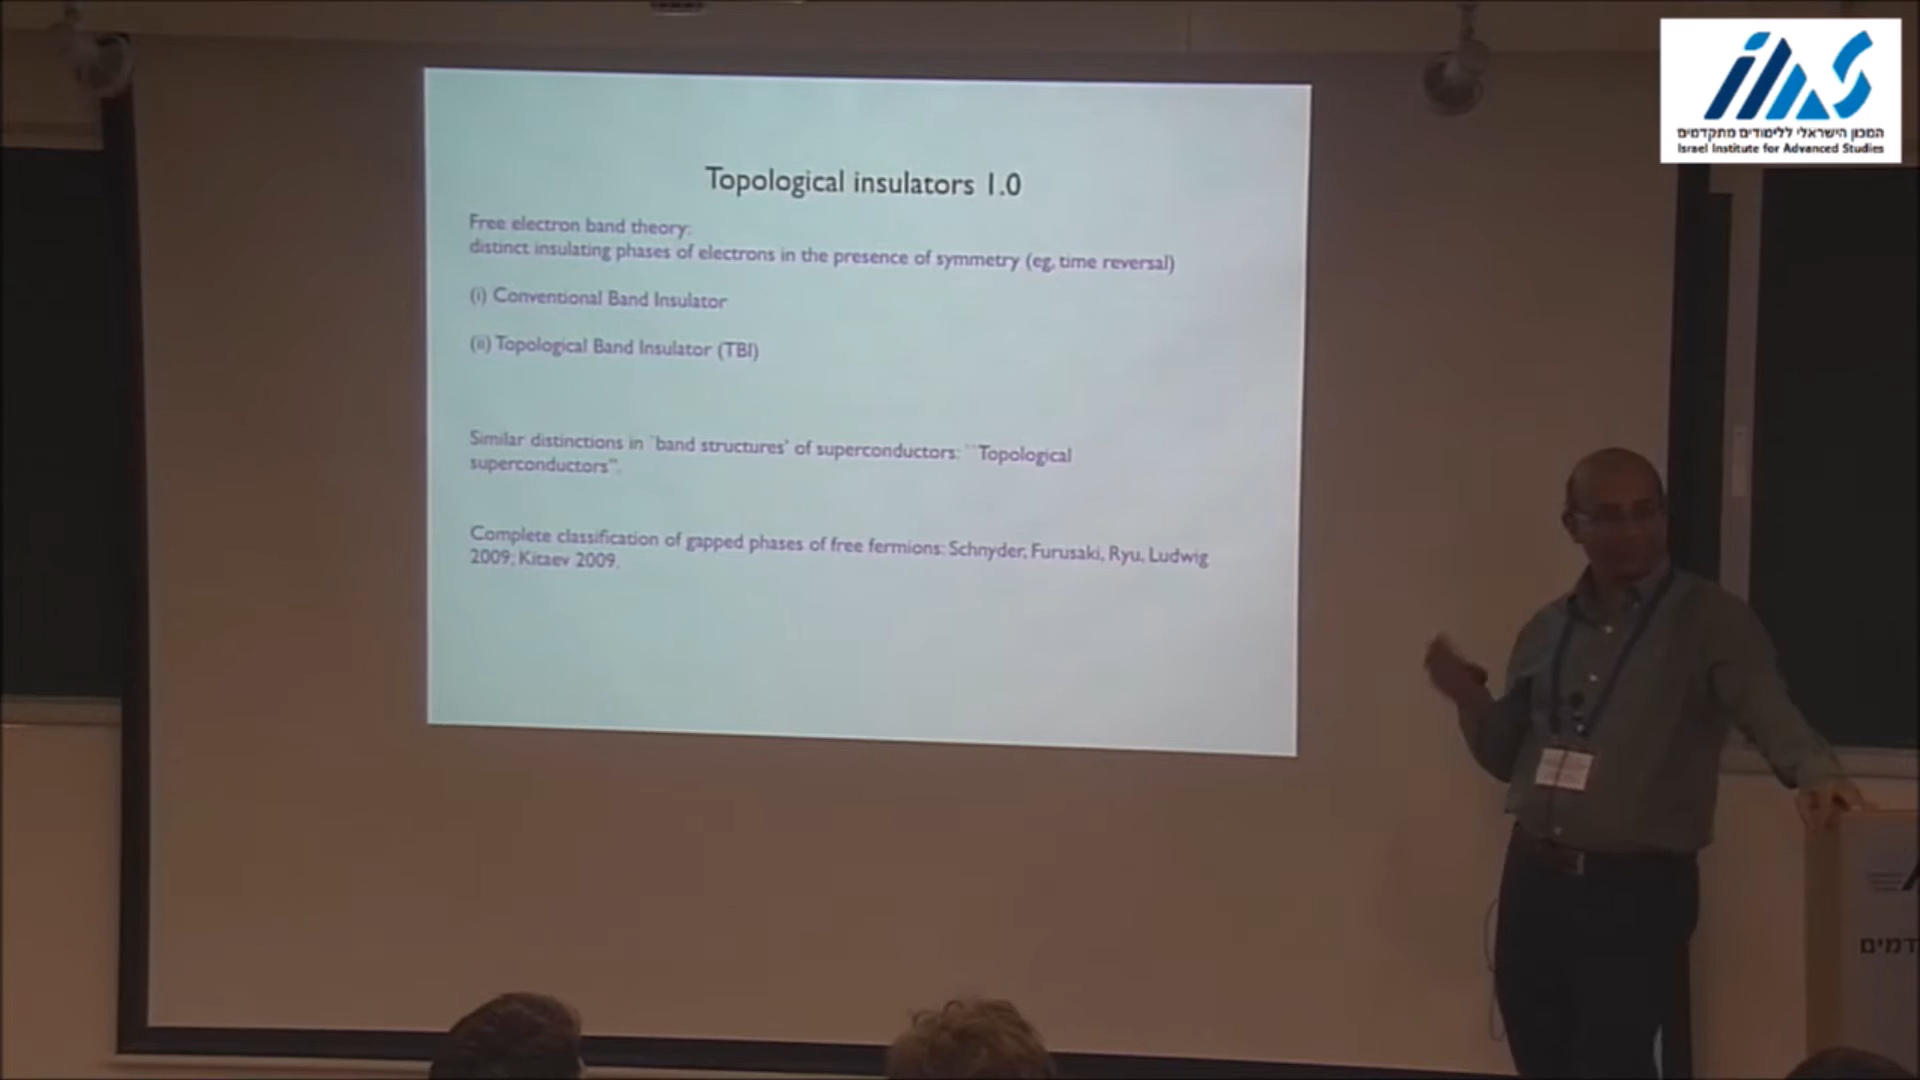 המכון הישראלי ללימודים מתקדמים
Israel Institute for Advanced Studies
Topological insulators 1.0
Free electron band theory:
distinct insulating phases of electrons in the presence of symmetry (eg, time reversal)
(i) Conventional Band Insulator
(ii) Topological Band Insulator (TBI)
Similar distinctions in `band structures' of superconductors: ``Topological
superconductors''.
Complete classification of gapped phases of free fermions: Schnyder, Furusaki, Ryu, Ludwig
2009; Kitaev 2009.